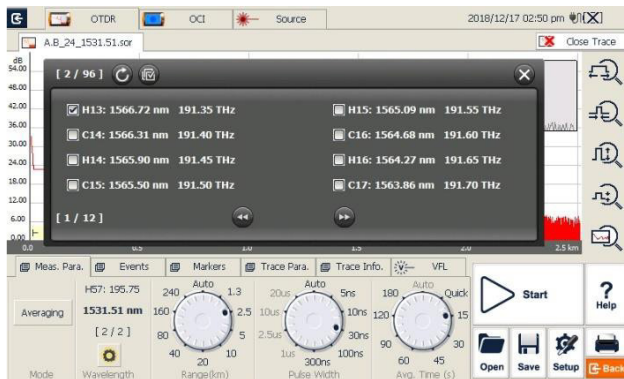 OTDR OCI Source 2018/12/17 02:50 pm
A.B_24_1531.51.sor Close Trace
dB
54.00
48.00
42.00
36.00
30.00
24.00
18.00
12.00
6.00
0.00
[ 2 / 96 ]
H13: 1566.72 nm 191.35 THz H15: 1565.09 nm 191.55 THz
C14: 1566.31 nm 191.40 THz C16: 1564.68 nm 191.60 THz
H14: 1565.90 nm 191.45 THz H16: 1564.27 nm 191.65 THz
C15: 1565.50 nm 191.50 THz C17: 1563.86 nm 191.70 THz
[ 1 / 12 ]
0.0 0.5 1.0 1.5 2.0 2.5 km
Meas. Para. Events Markers Trace Para. Trace Info. VFL
Averaging
Mode
H57: 195.75
1531.51 nm
[ 2 / 2 ]
Wavelength
Auto
240 1.3
160 2.5
80 5
40 10
20
Range(km)
Auto
20us 5ns
10us 10ns
2.5us 30ns
1us 100ns
300ns
Pulse Width
Auto
180 Quick
120 15
90 30
60 45
Avg. Time (s)
Start
? Help
Open Save Setup Back